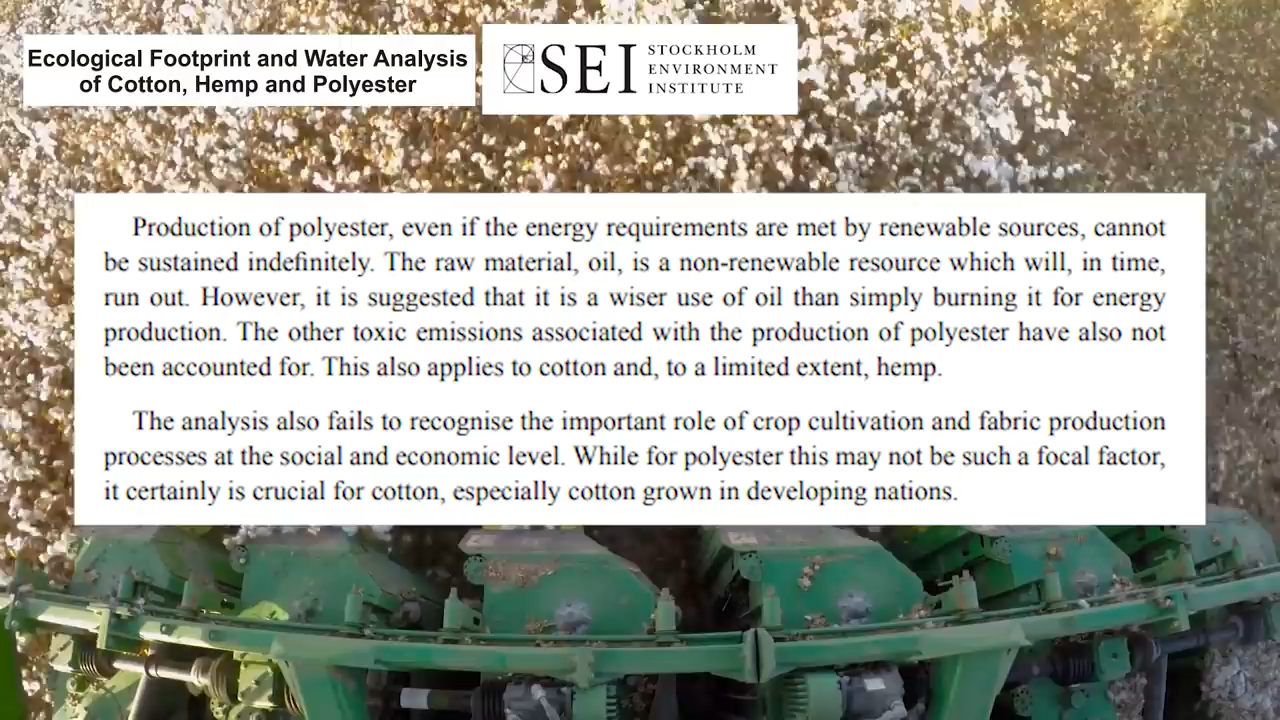 Ecological Footprint and Water Analysis
of Cotton, Hemp and Polyester
SEI
STOCKHOLM
ENVIRONMENT
INSTITUTE
Production of polyester, even if the energy requirements are met by renewable sources, cannot
be sustained indefinitely. The raw material, oil, is a non-renewable resource which will, in time,
run out. However, it is suggested that it is a wiser use of oil than simply burning it for energy
production. The other toxic emissions associated with the production of polyester have also not
been accounted for. This also applies to cotton and, to a limited extent, hemp.
The analysis also fails to recognise the important role of crop cultivation and fabric production
processes at the social and economic level. While for polyester this may not be such a focal factor,
it certainly is crucial for cotton, especially cotton grown in developing nations.